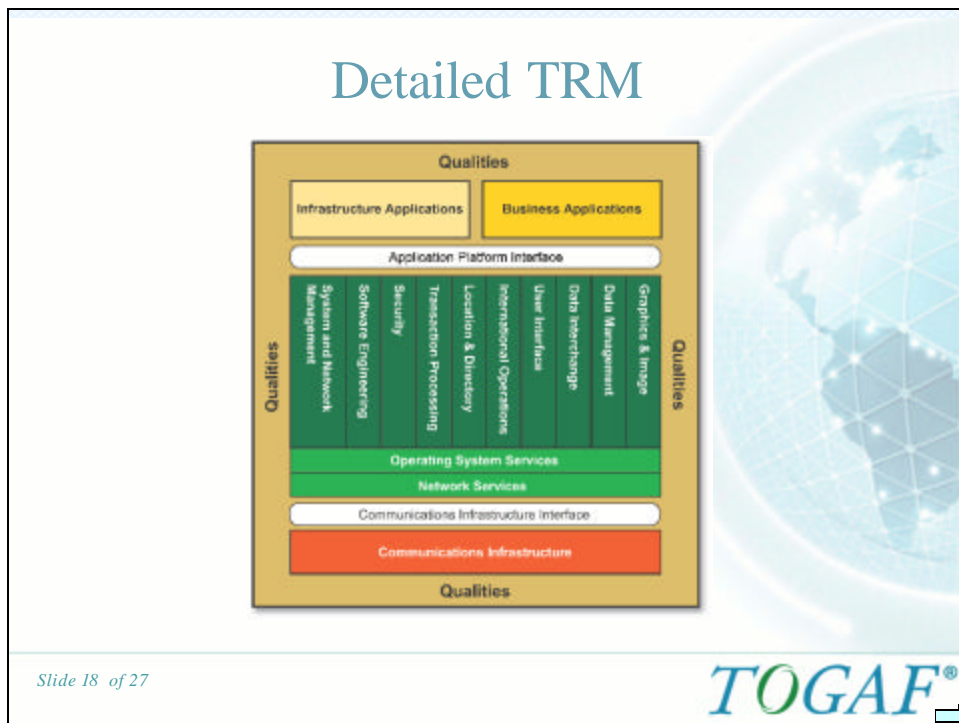 Detailed TRM
Qualities
Infrastructure Applications
Business Applications
Application Platform Interface
Qualities
System and Network
Management
Software Engineering
Security
Transaction Processing
Location & Directory
International Operations
User Interface
Data Interchange
Data Management
Graphics & Image
Qualities
Operating System Services
Network Services
Communications Infrastructure Interface
Communications Infrastructure
Qualities
Slide 18 of 27
TOGAF®